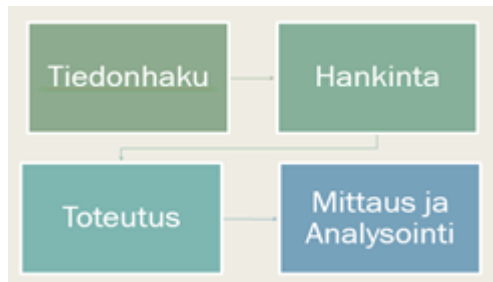 Tiedonhaku
Hankinta
Toteutus
Mittaus ja
Analysointi